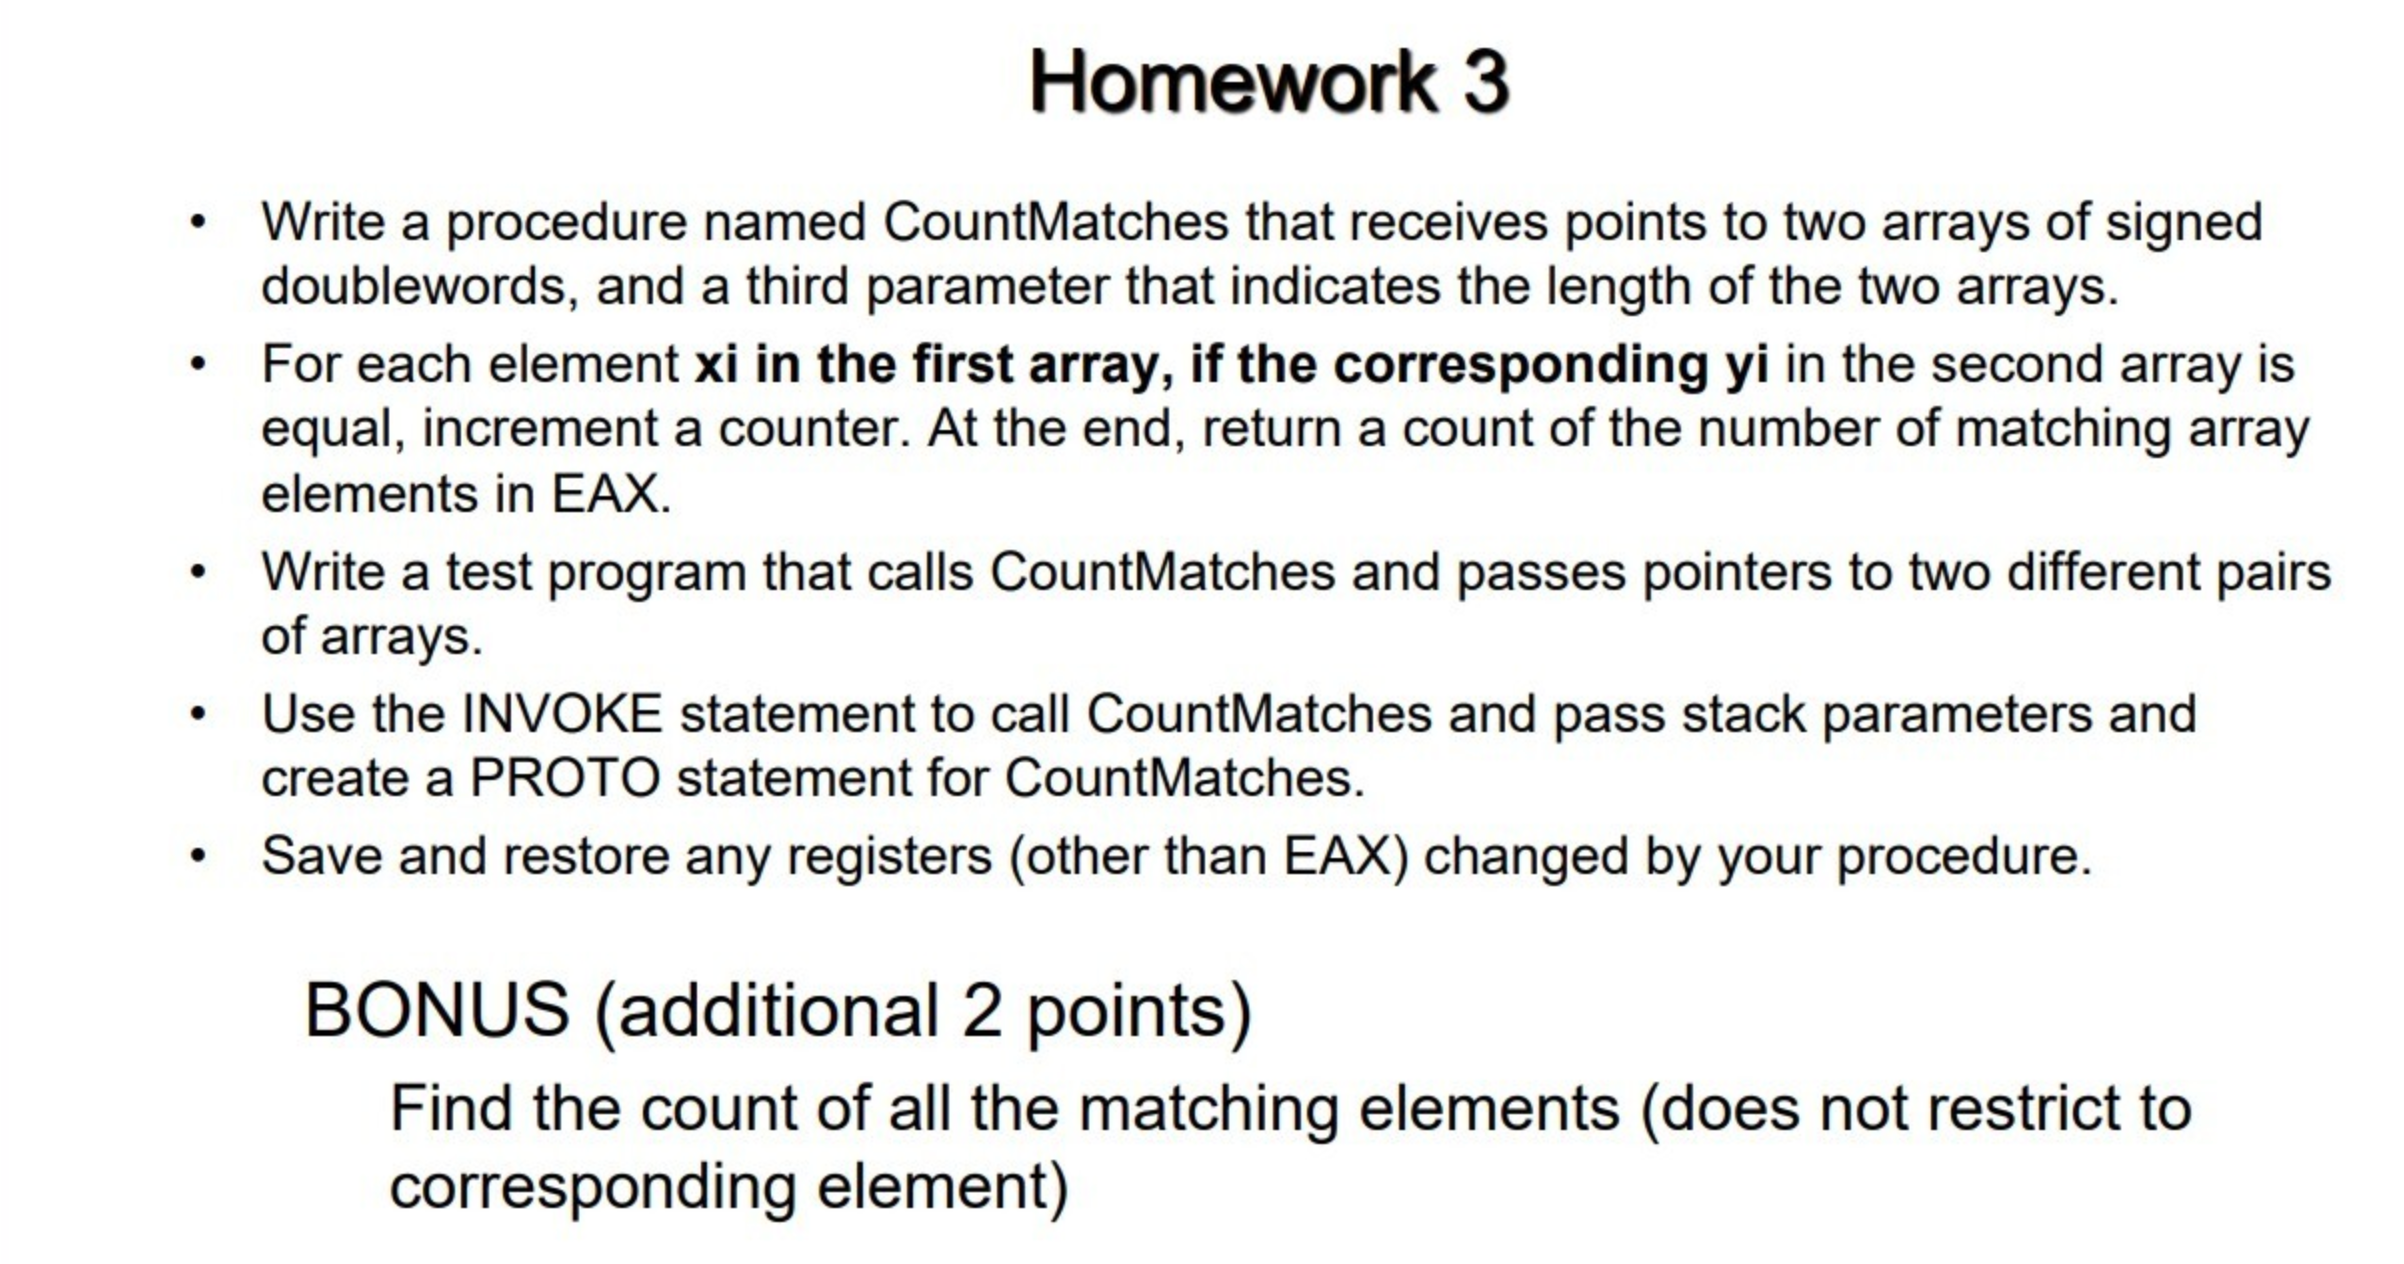 Homework 3
• Write a procedure named CountMatches that receives points to two arrays of signed
doublewords, and a third parameter that indicates the length of the two arrays.
• For each element xi in the first array, if the corresponding yi in the second array is
equal, increment a counter. At the end, return a count of the number of matching array
elements in EAX.
• Write a test program that calls CountMatches and passes pointers to two different pairs
of arrays.
• Use the INVOKE statement to call CountMatches and pass stack parameters and
create a PROTO statement for CountMatches.
• Save and restore any registers (other than EAX) changed by your procedure.
BONUS (additional 2 points)
Find the count of all the matching elements (does not restrict to
corresponding element)